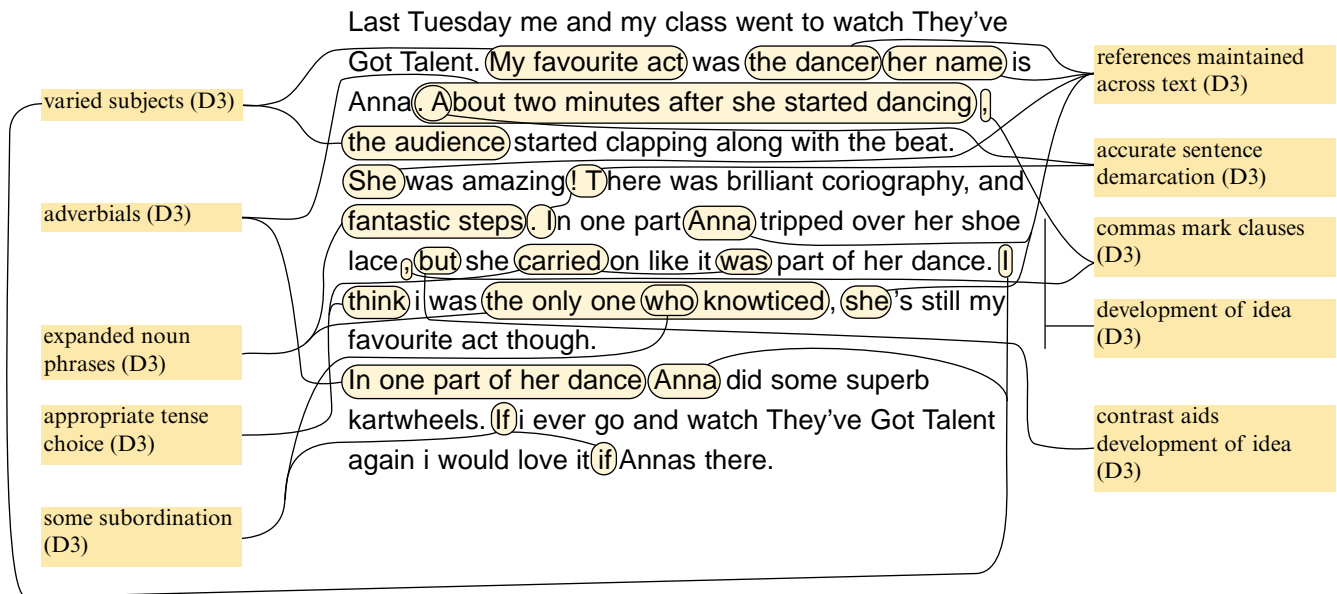 Last Tuesday me and my class went to watch They've
Got Talent. My favourite act was the dancer her name is
Anna. About two minutes after she started dancing,
the audience started clapping along with the beat.
She was amazing! There was brilliant coriography, and
fantastic steps. In one part Anna tripped over her shoe
lace, but she carried on like it was part of her dance. I
think i was the only one who knowticed, she's still my
favourite act though.
In one part of her dance Anna did some superb
kartwheels. If i ever go and watch They've Got Talent
again i would love it if Annas there.
varied subjects (D3)
adverbials (D3)
expanded noun
phrases (D3)
appropriate tense
choice (D3)
some subordination
(D3)
references maintained
across text (D3)
accurate sentence
demarcation (D3)
commas mark clauses
(D3)
development of idea
(D3)
contrast aids
development of idea
(D3)